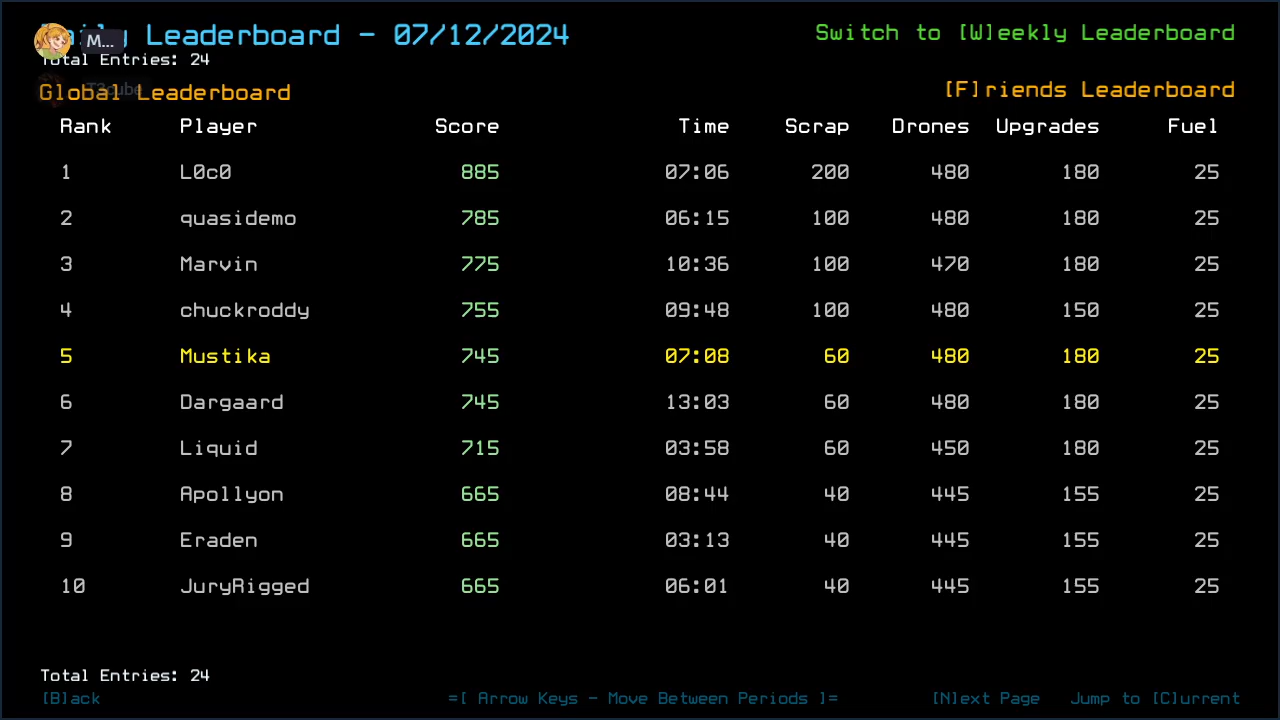 Daily Leaderboard - 07/12/2024
Switch to [W]eekly Leaderboard
M...
Total Entries: 24
T3cube
Global Leaderboard
[F]riends Leaderboard
Rank Player Score Time Scrap Drones Upgrades Fuel
1 L0c0 885 07:06 200 480 180 25
2 quasidemo 785 06:15 100 480 180 25
3 Marvin 775 10:36 100 470 180 25
4 chuckroddy 755 09:48 100 480 150 25
5 Mustika 745 07:08 60 480 180 25
6 Dargaard 745 13:03 60 480 180 25
7 Liquid 715 03:58 60 450 180 25
8 Apollyon 665 08:44 40 445 155 25
9 Eraden 665 03:13 40 445 155 25
10 JuryRigged 665 06:01 40 445 155 25
Total Entries: 24
[B]ack =[ Arrow Keys - Move Between Periods ]= [N]ext Page Jump to [C]urrent